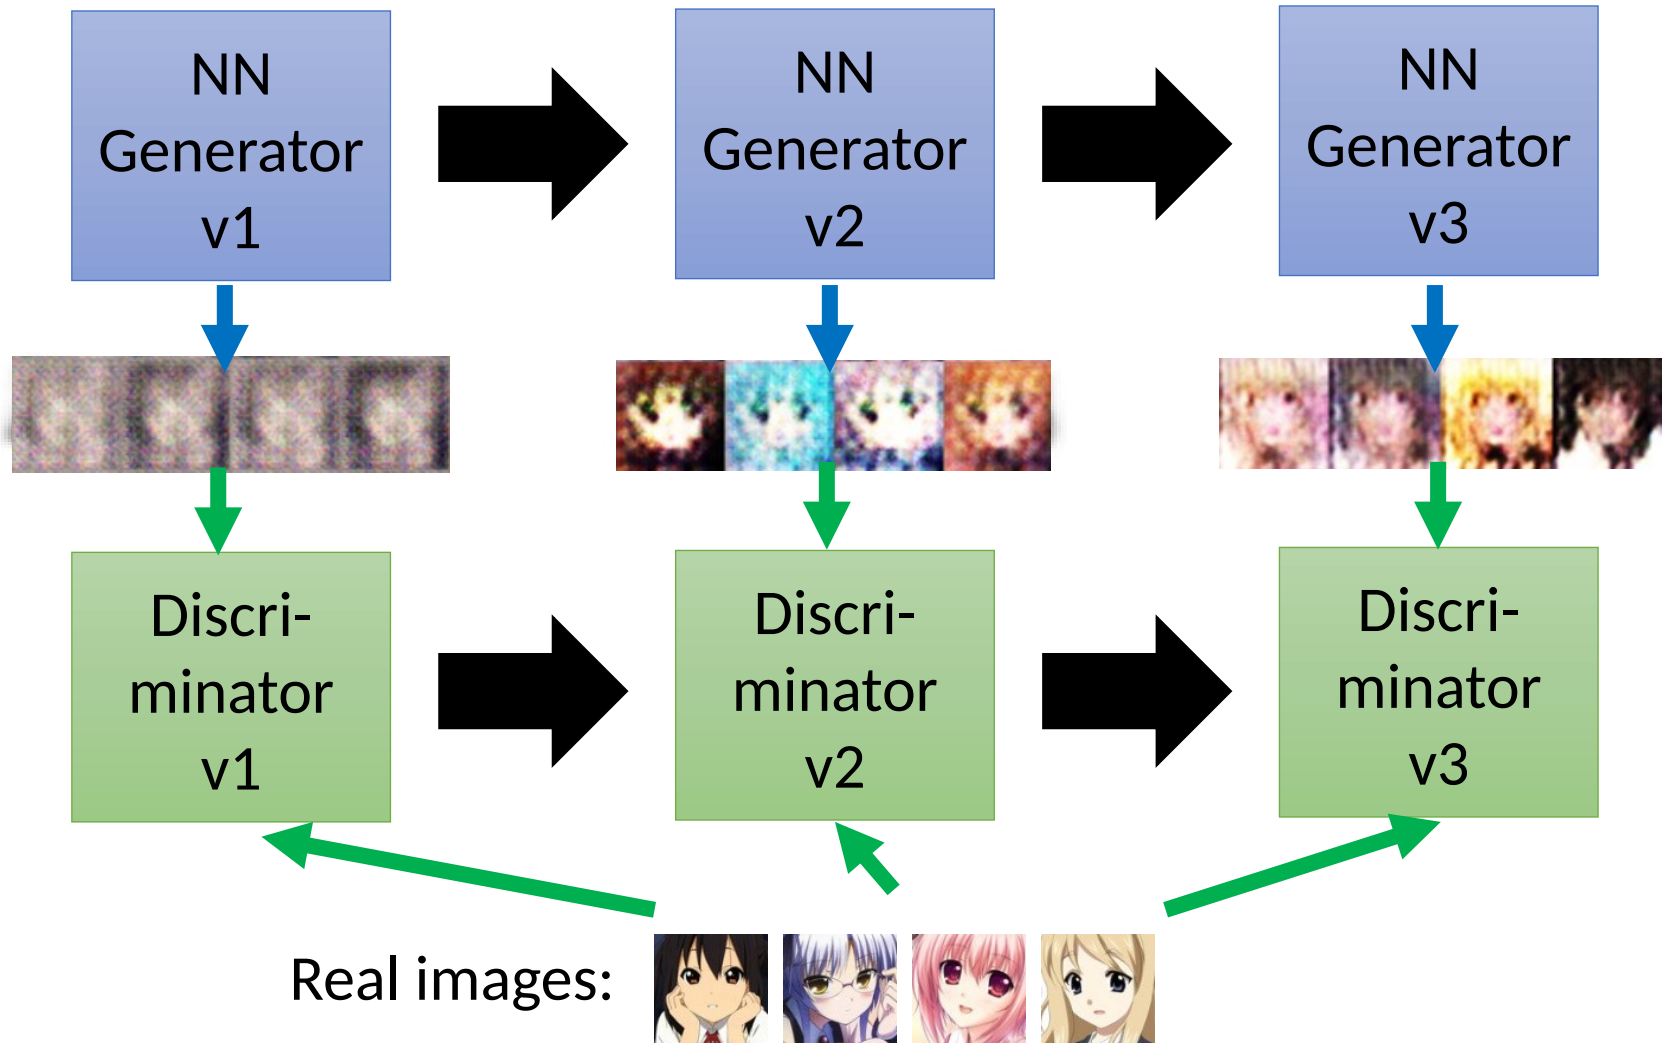 NN
Generator
v1
NN
Generator
v2
NN
Generator
v3
Discri-
minator
v1
Discri-
minator
v2
Discri-
minator
v3
Real images: